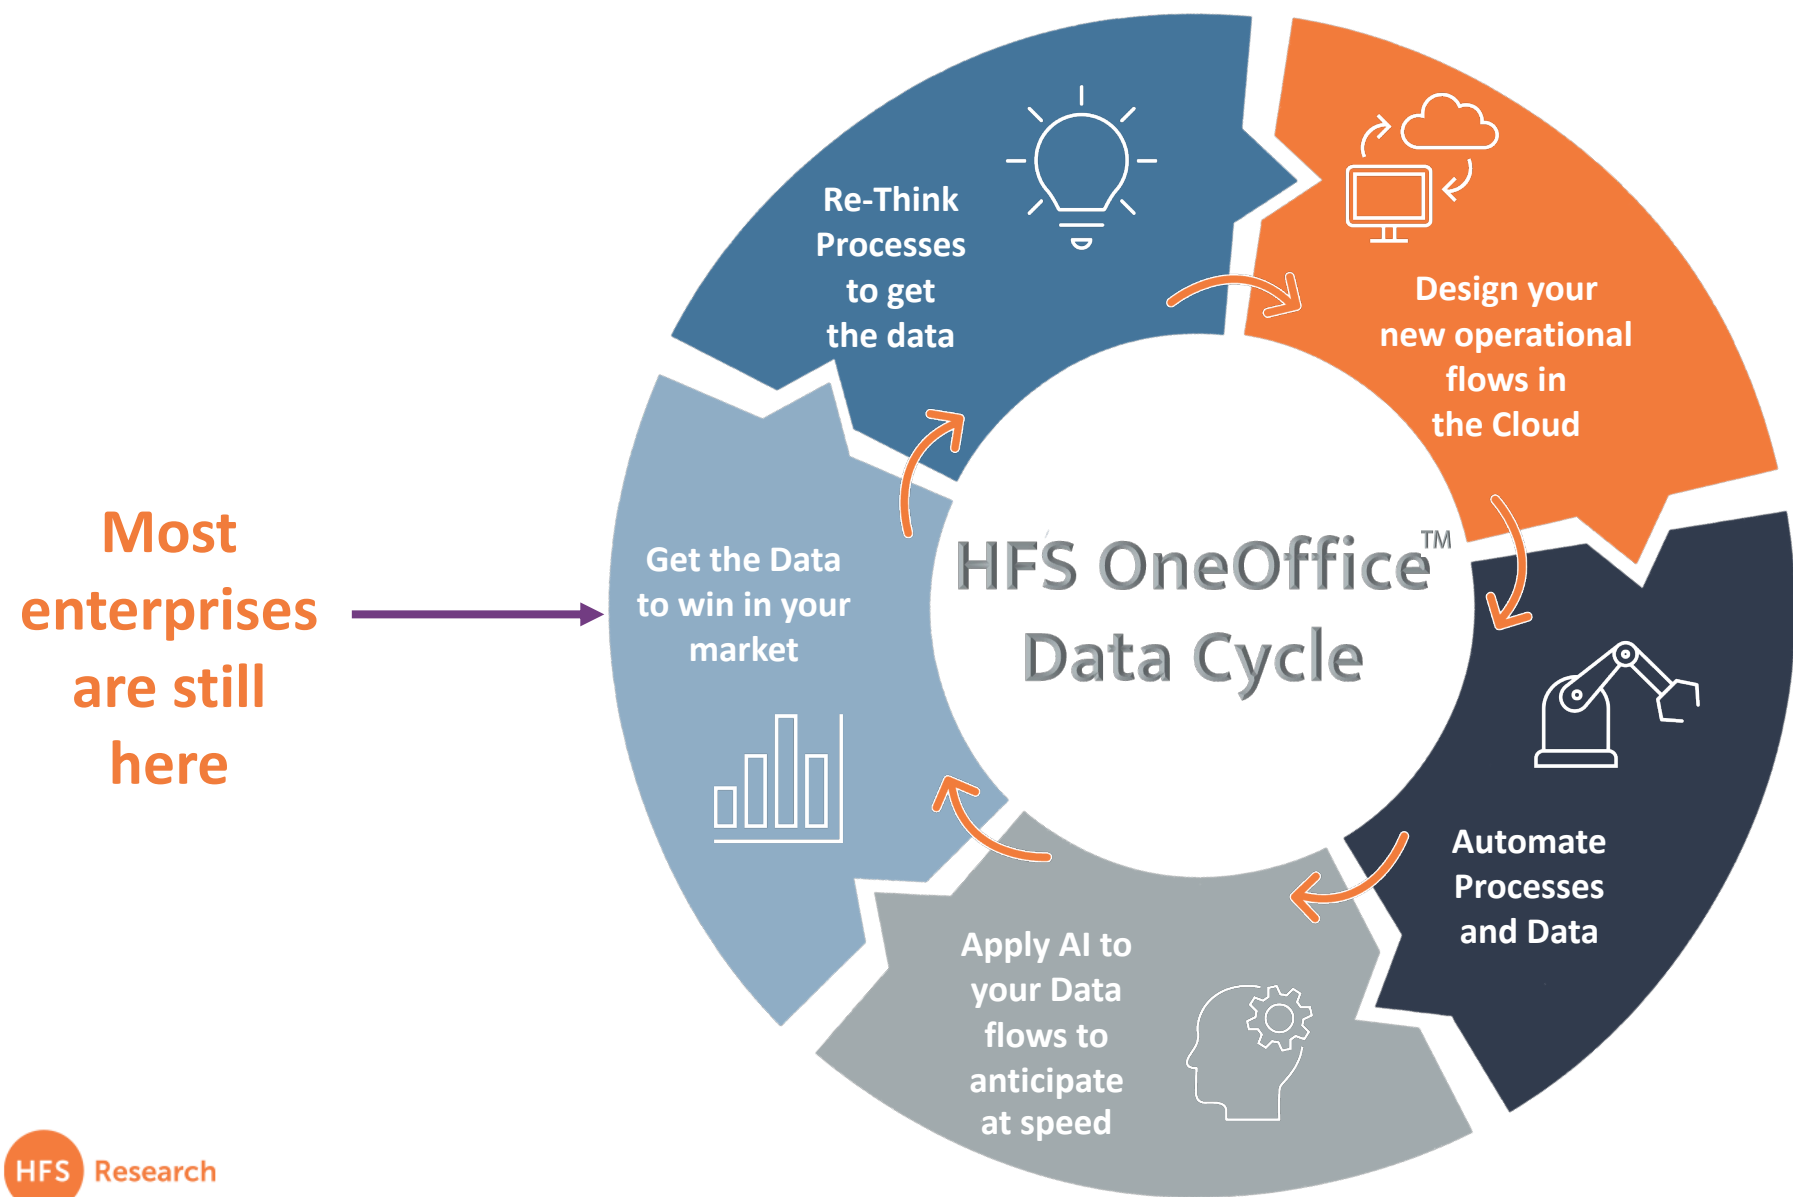 Most
enterprises
are still
here
Re-Think
Processes
to get
the data
Design your
new operational
flows in
the Cloud
Get the Data
to win in your
market
HFS OneOffice™
Data Cycle
Automate
Processes
and Data
Apply AI to
your Data
flows to
anticipate
at speed
HFS Research